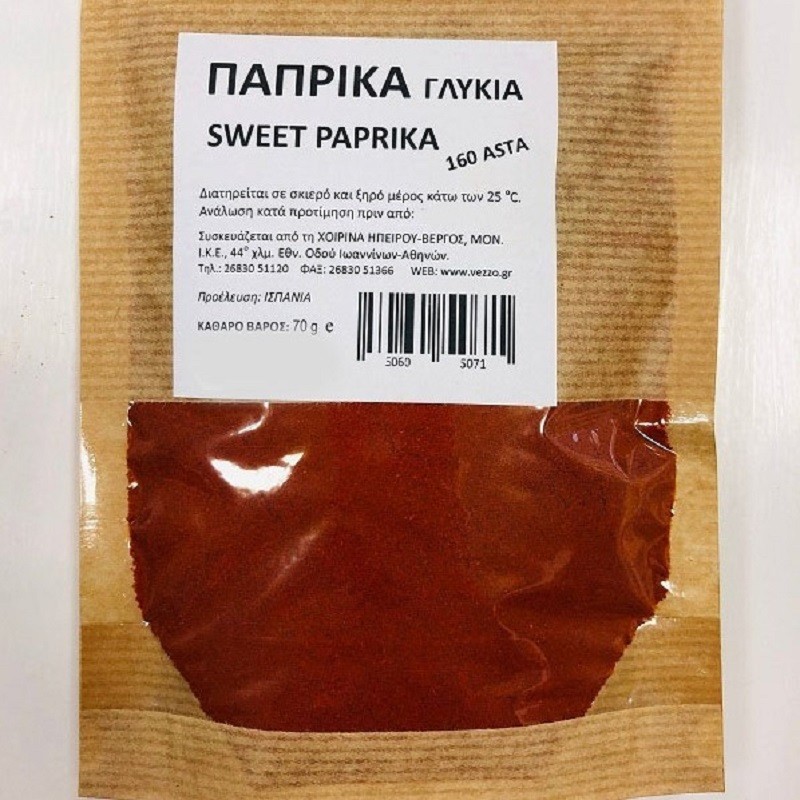 ΠΑΠΡΙΚΑ ΓΛΥΚΙΑ
SWEET PAPRIKA
160 ASTA
Διατηρείται σε σκιερό και ξηρό μέρος κάτω των 25 °C.
Ανάλωση κατά προτίμηση πριν από:
Συσκευάζεται από τη ΧΟΙΡΙΝΑ ΗΠΕΙΡΟΥ-ΒΕΡΓΟΣ, ΜΟΝ.
Ι.Κ.Ε., 44° χλμ. Εθν. Οδού Ιωαννίνων-Αθηνών.
Τηλ.: 26830 51120 ΦΑΞ: 26830 51366 WEB: www.vezzo.gr
Προέλευση: ΙΣΠΑΝΙΑ
ΚΑΘΑΡΟ ΒΑΡΟΣ: 70 g e
5060 5071